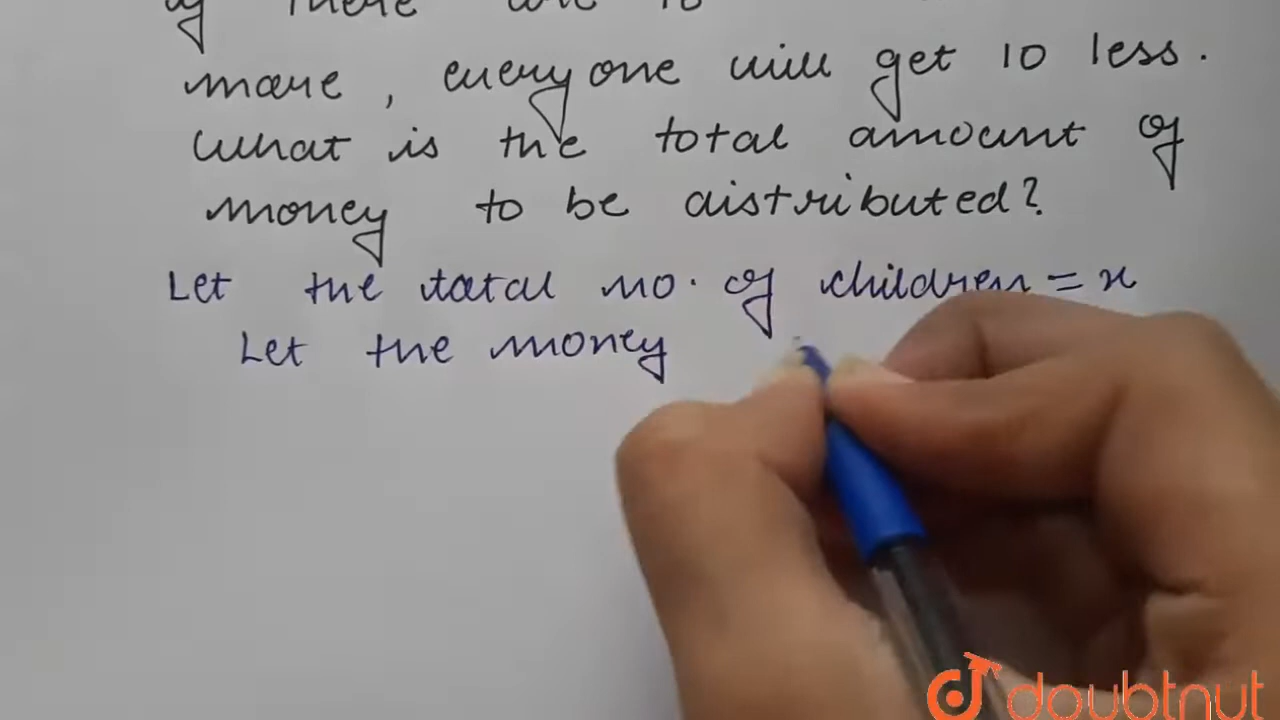 there
more, everyone will get 10 less.
What is the total amount of
money to be distributed?
Let the total no. of children = x
Let the money
doubtnut